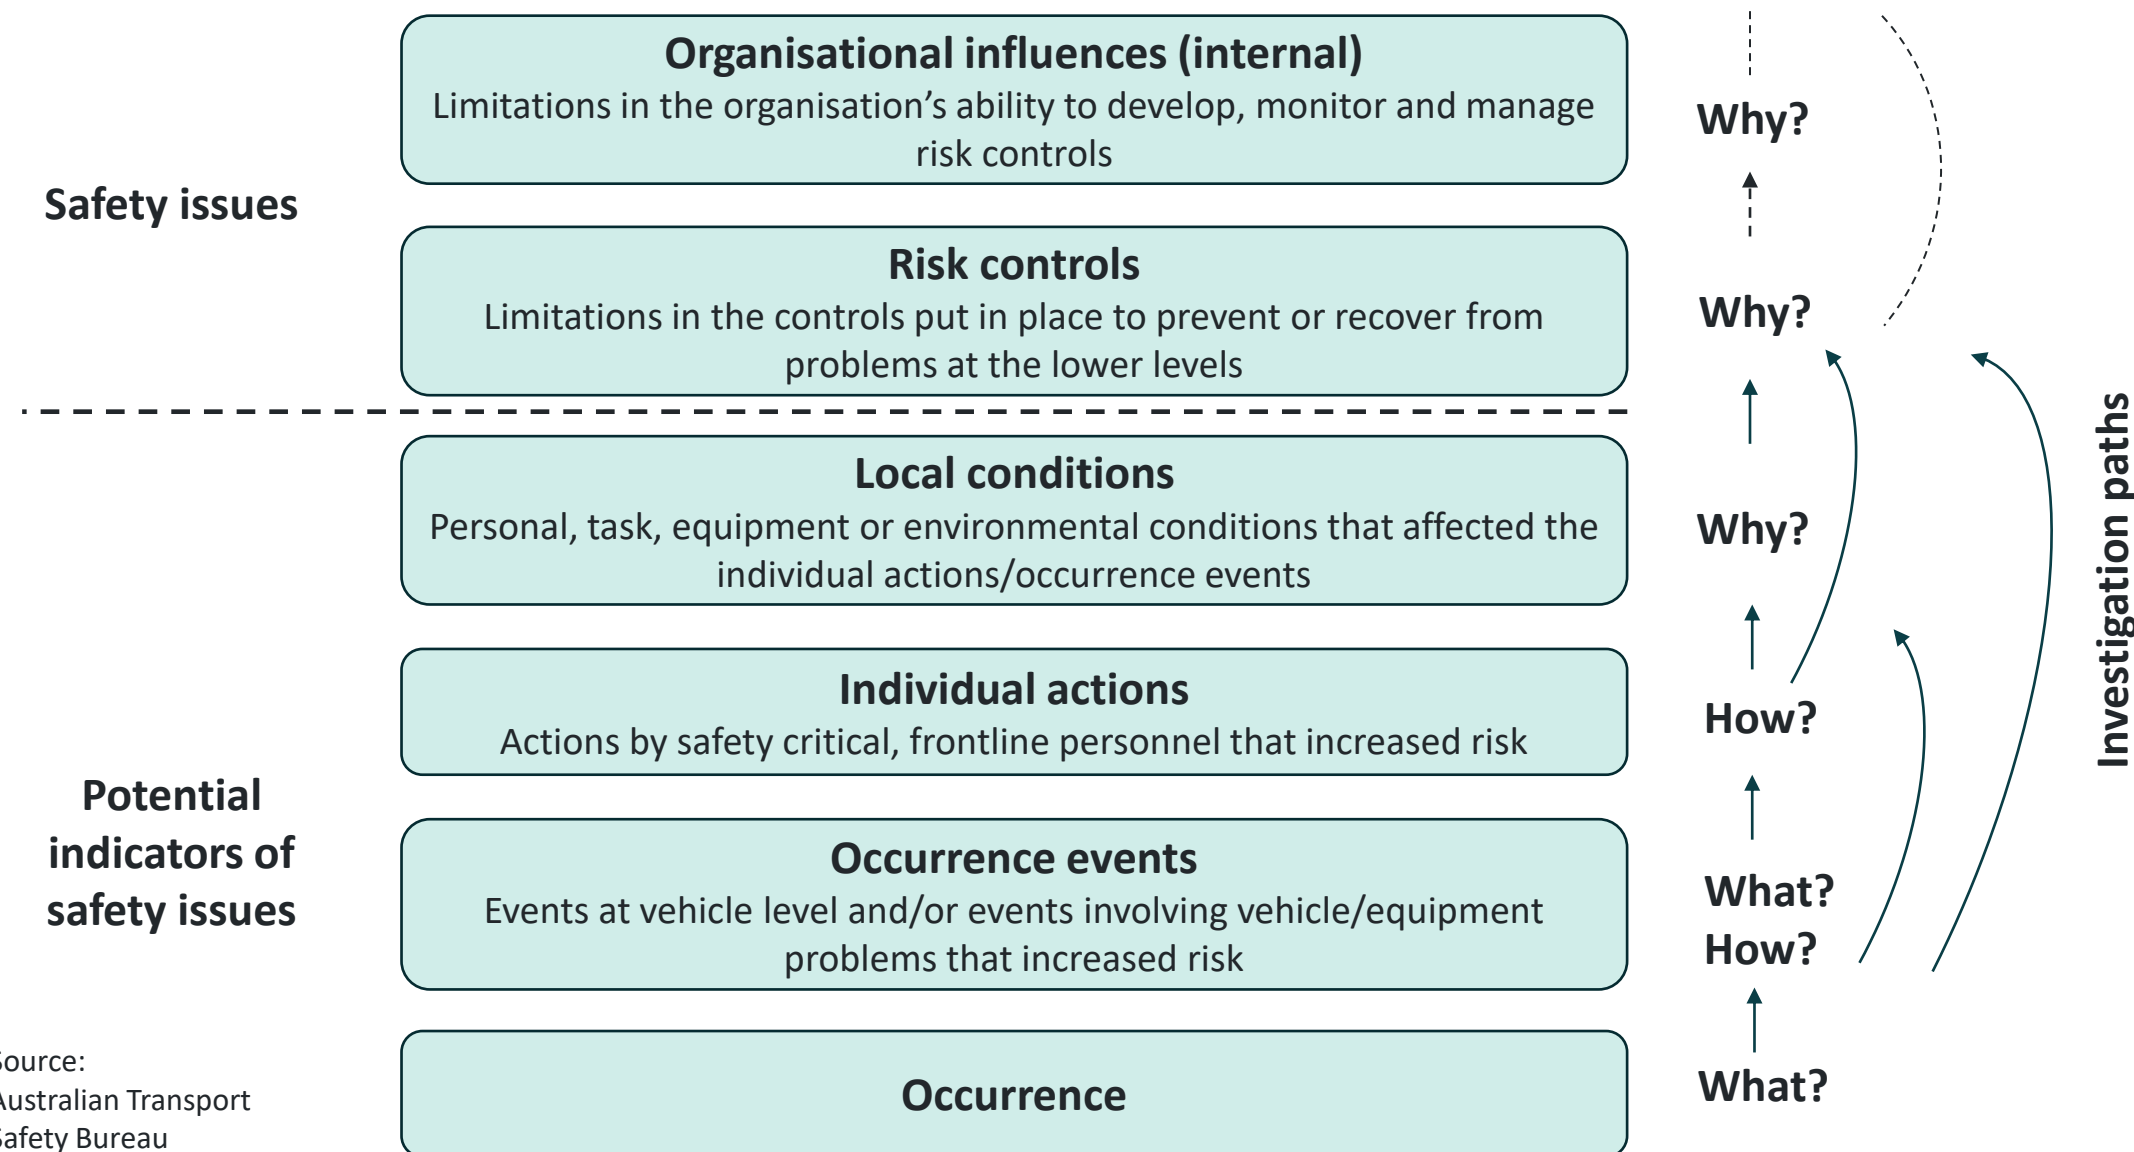 Organisational influences (internal)
Limitations in the organisation’s ability to develop, monitor and manage
risk controls
Why?
Safety issues
Risk controls
Limitations in the controls put in place to prevent or recover from
problems at the lower levels
Why?
Local conditions
Personal, task, equipment or environmental conditions that affected the
individual actions/occurrence events
Why?
Investigation paths
Individual actions
Actions by safety critical, frontline personnel that increased risk
How?
Potential
indicators of
safety issues
Occurrence events
Events at vehicle level and/or events involving vehicle/equipment
problems that increased risk
What?
How?
Source:
Australian Transport
Safety Bureau
Occurrence
What?